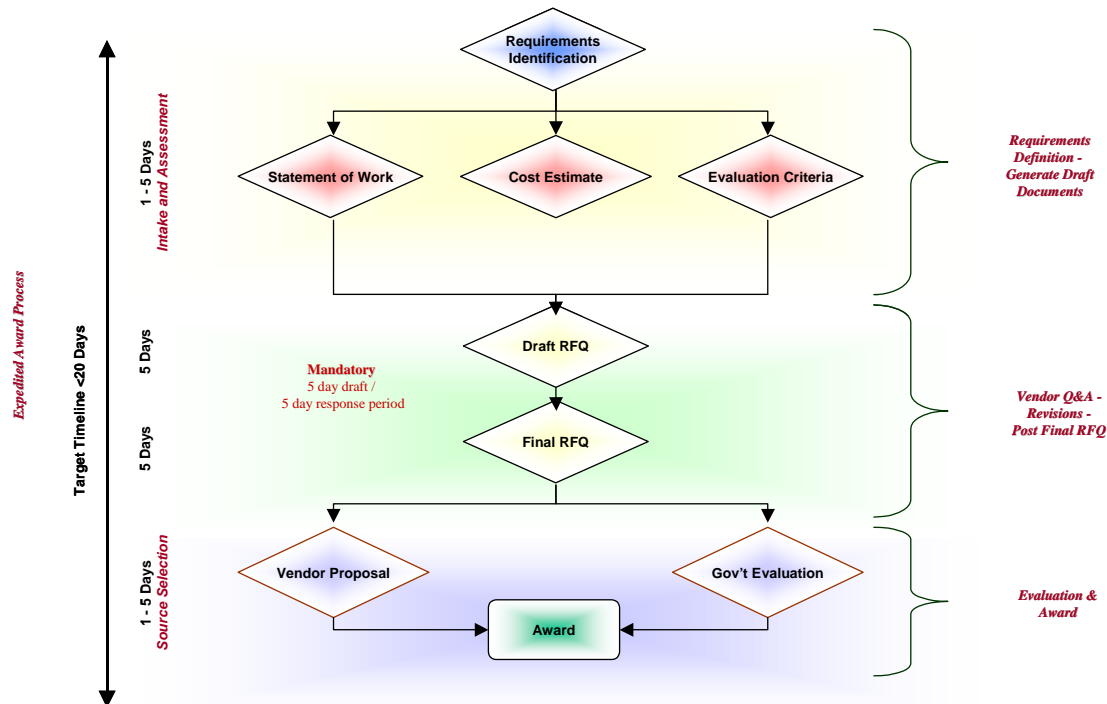 Requirements
Identification
Statement of Work
Cost Estimate
Evaluation Criteria
Requirements
Definition -
Generate Draft
Documents
1 - 5 Days
Intake and Assessment
Expedited Award Process
Target Timeline <20 Days
5 Days
Draft RFQ
Mandatory
5 day draft /
5 day response period
Vendor Q&A -
Revisions -
Post Final RFQ
5 Days
Final RFQ
1 - 5 Days
Source Selection
Vendor Proposal
Gov't Evaluation
Award
Evaluation &
Award